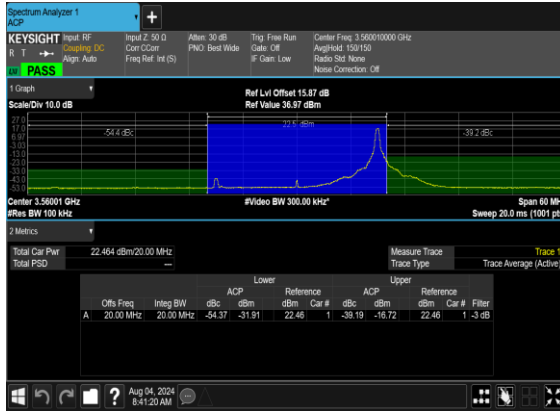 Spectrum Analyzer 1
ACP
+
KEYSIGHT Input: RF Input Z: 50 Ω Atten: 30 dB Trig: Free Run Center Freq: 3.560010000 GHz
R T Coupling: DC Corr CCorr PNO: Best Wide Gate: Off Avg|Hold: 150/150
Align: Auto Freq Ref: Int (S) IF Gain: Low Radio Std: None
LU PASS Noise Correction: Off
1 Graph Ref Lvl Offset 15.87 dB
Scale/Div 10.0 dB Ref Value 36.97 dBm
27.0
17.0 -54.4 dBc 22.5 dBm -39.2 dBc
6.97
-3.03
-13.0
-23.0
-33.0
-43.0
-53.0
Center 3.56001 GHz #Video BW 300.00 kHz* Span 60 MH
#Res BW 100 kHz Sweep 20.0 ms (1001 pt
2 Metrics
Total Car Pwr 22.464 dBm/20.00 MHz Measure Trace Trace 1
Total PSD --- Trace Type Trace Average (Active)
Lower Upper
ACP Reference ACP Reference
Offs Freq Integ BW dBc dBm dBm Car # dBc dBm dBm Car # Filter
A 20.00 MHz 20.00 MHz -54.37 -31.91 22.46 1 -39.19 -16.72 22.46 1 -3 dB
? Aug 04, 2024
8:41:20 AM